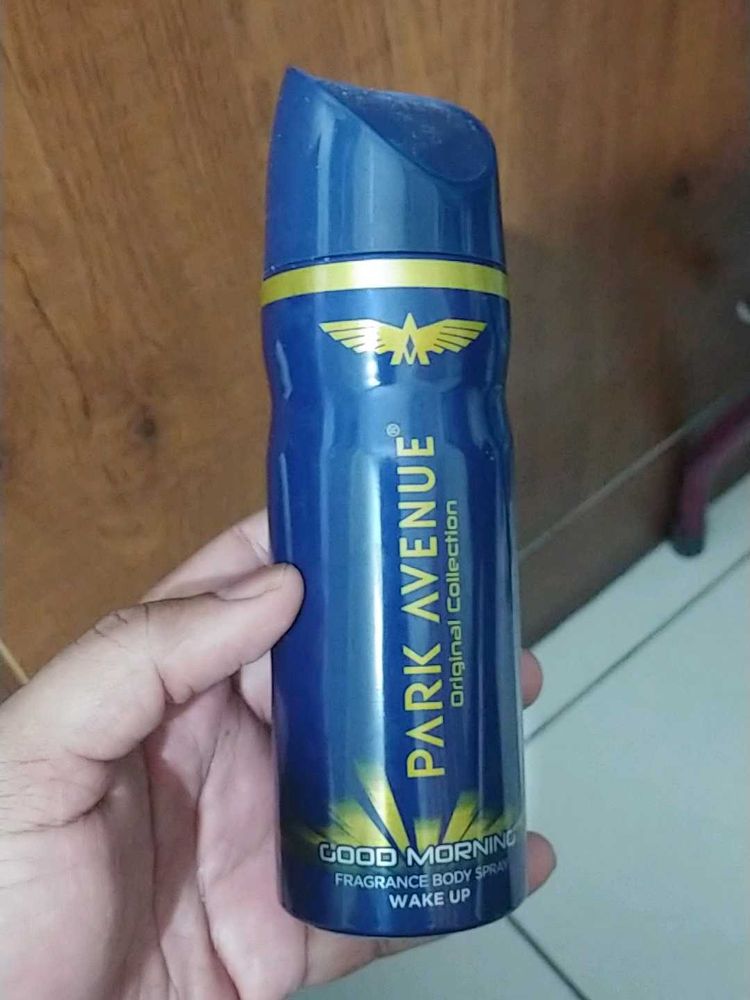 PARK AVENUE®
Original Collection
GOOD MORNING
FRAGRANCE BODY SPRAY
WAKE UP